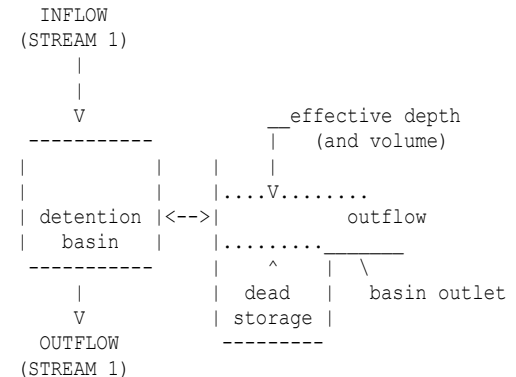 INFLOW
(STREAM 1)
effective depth
(and volume)
detention basin
outflow
dead storage
basin outlet
OUTFLOW
(STREAM 1)